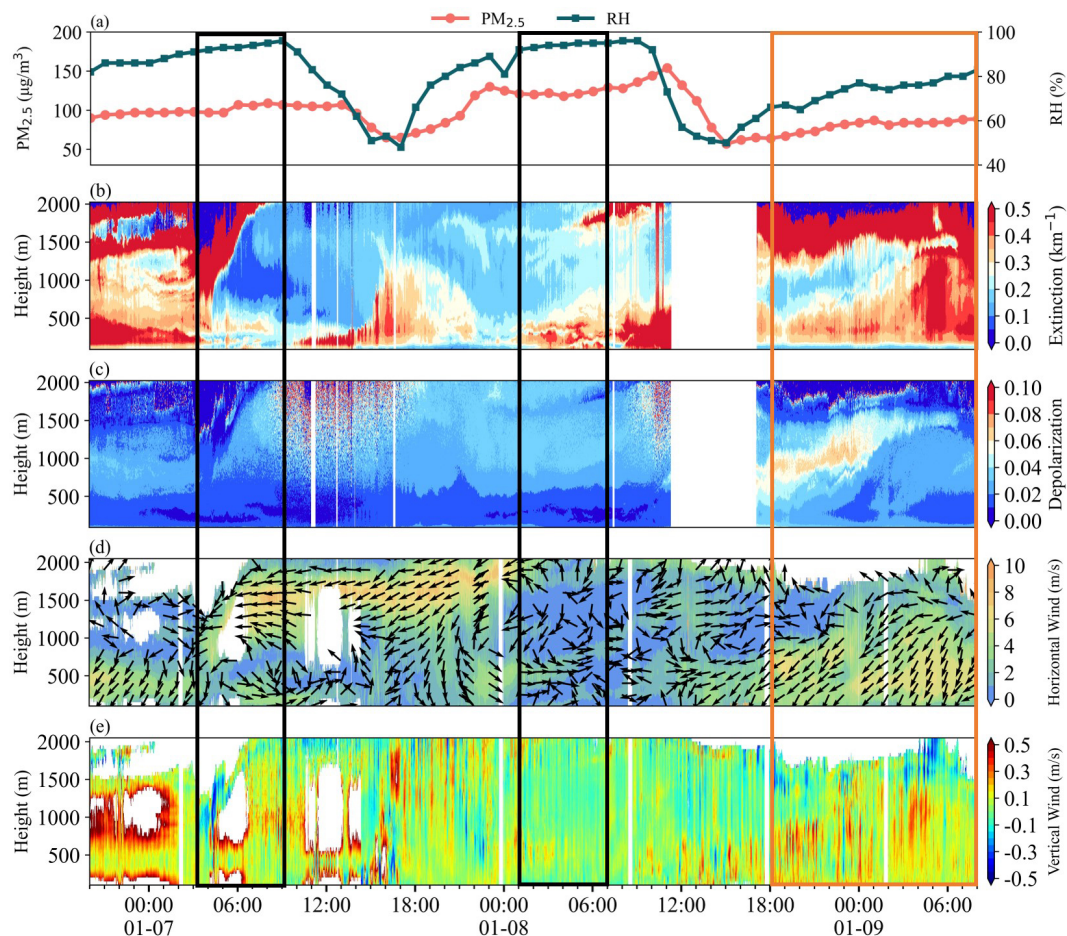 (a)
PM2.5
RH
200
150
100
50
PM2.5 (μg/m³)
100
80
60
40
RH (%)
(b)
2000
1500
1000
500
Height (m)
0.5
0.4
0.3
0.2
0.1
0.0
Extinction (km⁻¹)
(c)
2000
1500
1000
500
Height (m)
0.10
0.08
0.06
0.04
0.02
0.00
Depolarization
(d)
2000
1500
1000
500
Height (m)
10
8
6
4
2
0
Horizontal Wind (m/s)
(e)
2000
1500
1000
500
Height (m)
0.5
0.3
0.1
-0.1
-0.3
-0.5
Vertical Wind (m/s)
00:00 06:00 12:00 18:00 00:00 06:00 12:00 18:00 00:00 06:00
01-07 01-08 01-09